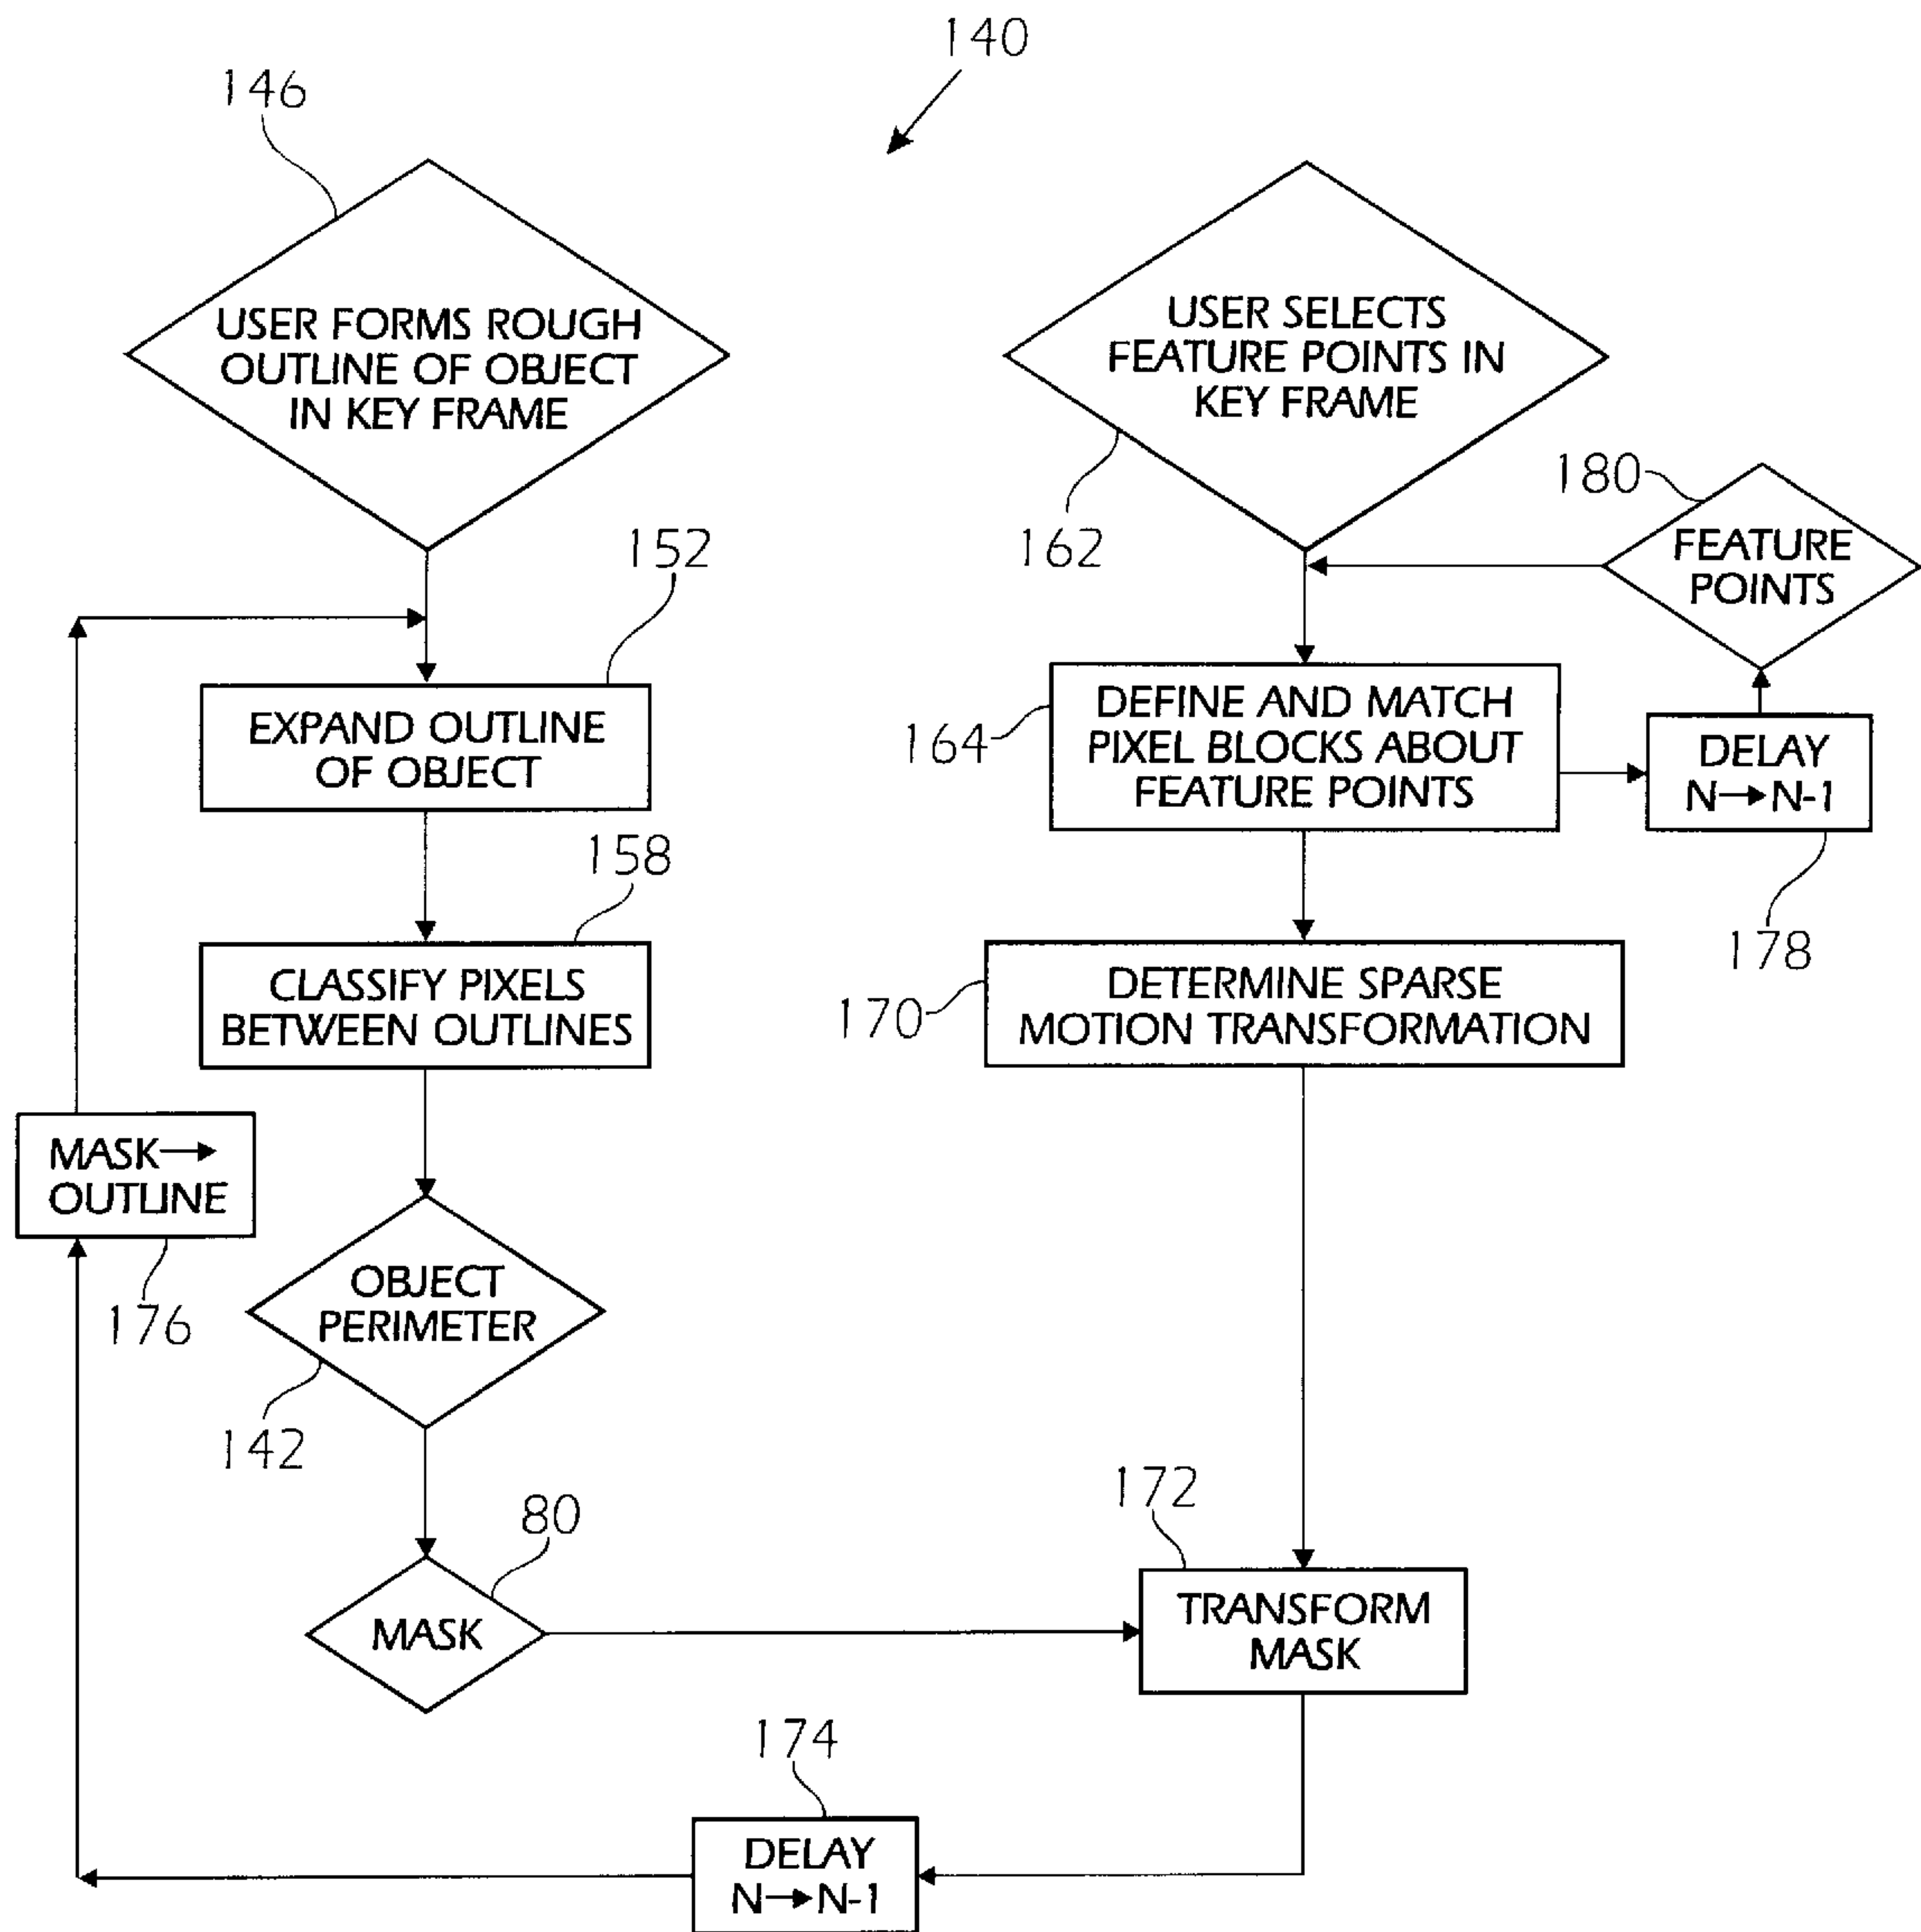 140
146
USER FORMS ROUGH
OUTLINE OF OBJECT
IN KEY FRAME
USER SELECTS
FEATURE POINTS IN
KEY FRAME
162
180
FEATURE
POINTS
152
EXPAND OUTLINE
OF OBJECT
164
DEFINE AND MATCH
PIXEL BLOCKS ABOUT
FEATURE POINTS
DELAY
N→N-1
178
158
CLASSIFY PIXELS
BETWEEN OUTLINES
170
DETERMINE SPARSE
MOTION TRANSFORMATION
MASK→
OUTLINE
176
OBJECT
PERIMETER
142
80
MASK
172
TRANSFORM
MASK
174
DELAY
N→N-1